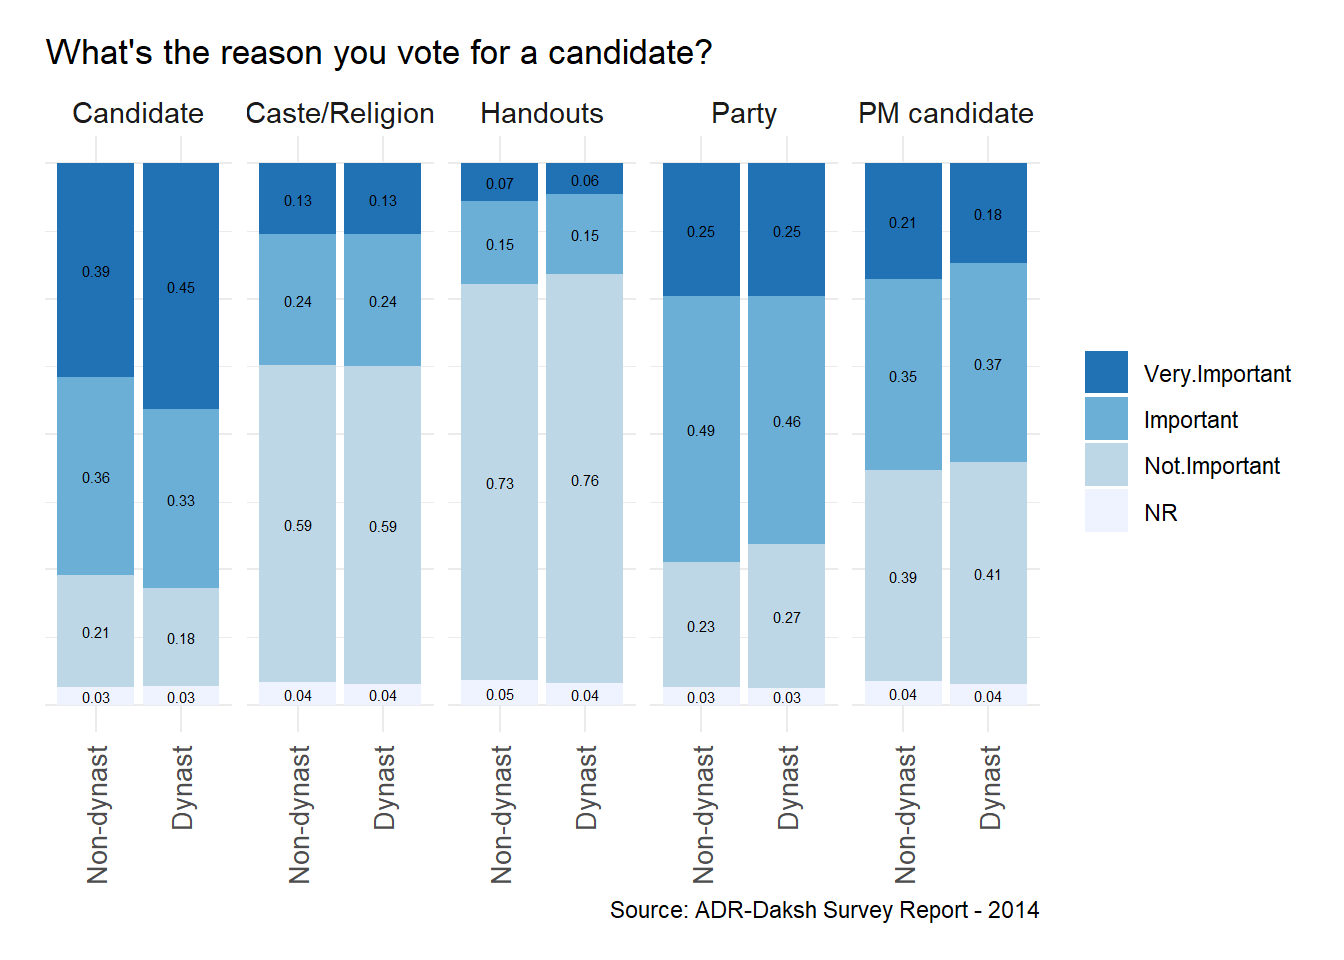 What's the reason you vote for a candidate?
Candidate Caste/Religion Handouts Party PM candidate
0.39 0.45 0.13 0.13 0.07 0.06 0.25 0.25 0.21 0.18
0.36 0.33 0.24 0.24 0.15 0.15 0.49 0.46 0.35 0.37
0.21 0.18 0.59 0.59 0.73 0.76 0.23 0.27 0.39 0.41
0.03 0.03 0.04 0.04 0.05 0.04 0.03 0.03 0.04 0.04
Non-dynast Dynast Non-dynast Dynast Non-dynast Dynast Non-dynast Dynast Non-dynast Dynast
Very.Important
Important
Not.Important
NR
Source: ADR-Daksh Survey Report - 2014